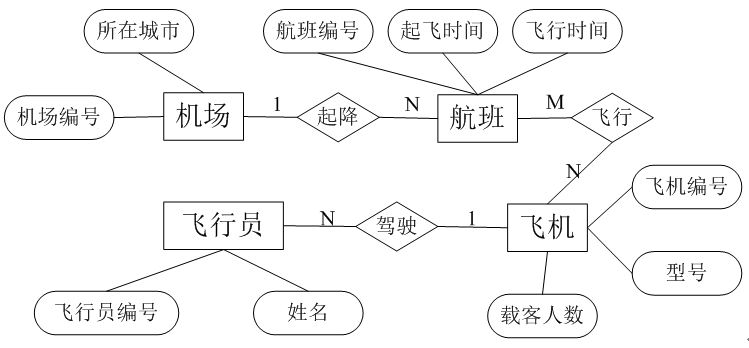 所在城市
航班编号
起飞时间
飞行时间
机场编号
机场
1
起降
N
航班
M
飞行
N
飞机编号
飞行员
N
驾驶
1
飞机
型号
飞行员编号
姓名
载客人数